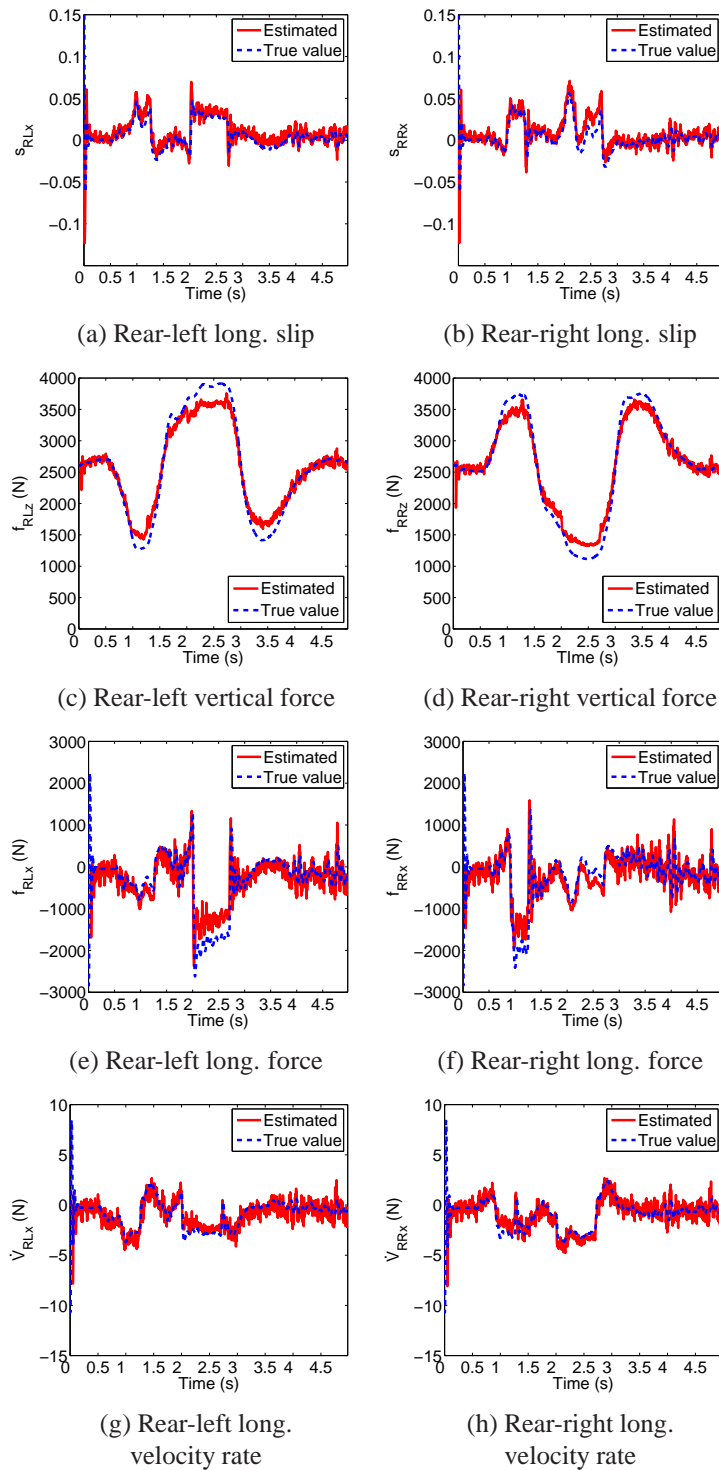 0.15
0.1
0.05
0
−0.05
−0.1
s_RLx
Estimated
True value
0 0.5 1 1.5 2 2.5 3 3.5 4 4.5
Time (s)
(a) Rear-left long. slip
0.15
0.1
0.05
0
−0.05
−0.1
s_RRx
Estimated
True value
0 0.5 1 1.5 2 2.5 3 3.5 4 4.5
Time (s)
(b) Rear-right long. slip
4000
3500
3000
2500
2000
1500
1000
500
0
f_RLz (N)
Estimated
True value
0 0.5 1 1.5 2 2.5 3 3.5 4 4.5
Time (s)
(c) Rear-left vertical force
4000
3500
3000
2500
2000
1500
1000
500
0
f_RRz (N)
Estimated
True value
0 0.5 1 1.5 2 2.5 3 3.5 4 4.5
TIme (s)
(d) Rear-right vertical force
3000
2000
1000
0
−1000
−2000
−3000
f_RLx (N)
Estimated
True value
0 0.5 1 1.5 2 2.5 3 3.5 4 4.5
Time (s)
(e) Rear-left long. force
3000
2000
1000
0
−1000
−2000
−3000
f_RRx (N)
Estimated
True value
0 0.5 1 1.5 2 2.5 3 3.5 4 4.5
Time (s)
(f) Rear-right long. force
10
5
0
−5
−10
−15
V̇_RLx (N)
Estimated
True value
0 0.5 1 1.5 2 2.5 3 3.5 4 4.5
Time (s)
(g) Rear-left long.
velocity rate
10
5
0
−5
−10
−15
V̇_RRx (N)
Estimated
True value
0 0.5 1 1.5 2 2.5 3 3.5 4 4.5
Time (s)
(h) Rear-right long.
velocity rate